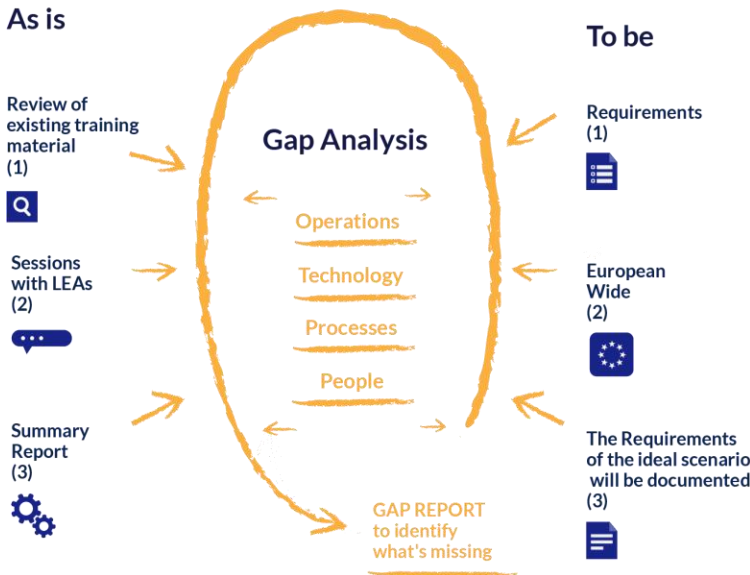 As is
Review of
existing training
material
(1)
Sessions
with LEAs
(2)
Summary
Report
(3)
Gap Analysis
Operations
Technology
Processes
People
GAP REPORT
to identify
what's missing
To be
Requirements
(1)
European
Wide
(2)
The Requirements
of the ideal scenario
will be documented
(3)